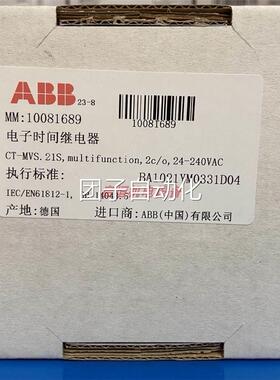 ABB
23-8
MM:10081689
10081689
电子时间继电器
CT-MVS.21S,multifunction,2c/o,24-240VAC
执行标准:
BA1021VM0331D04
IEC/EN61812-1,
团子自动化
产地:德国
进口商:ABB(中国)有限公司